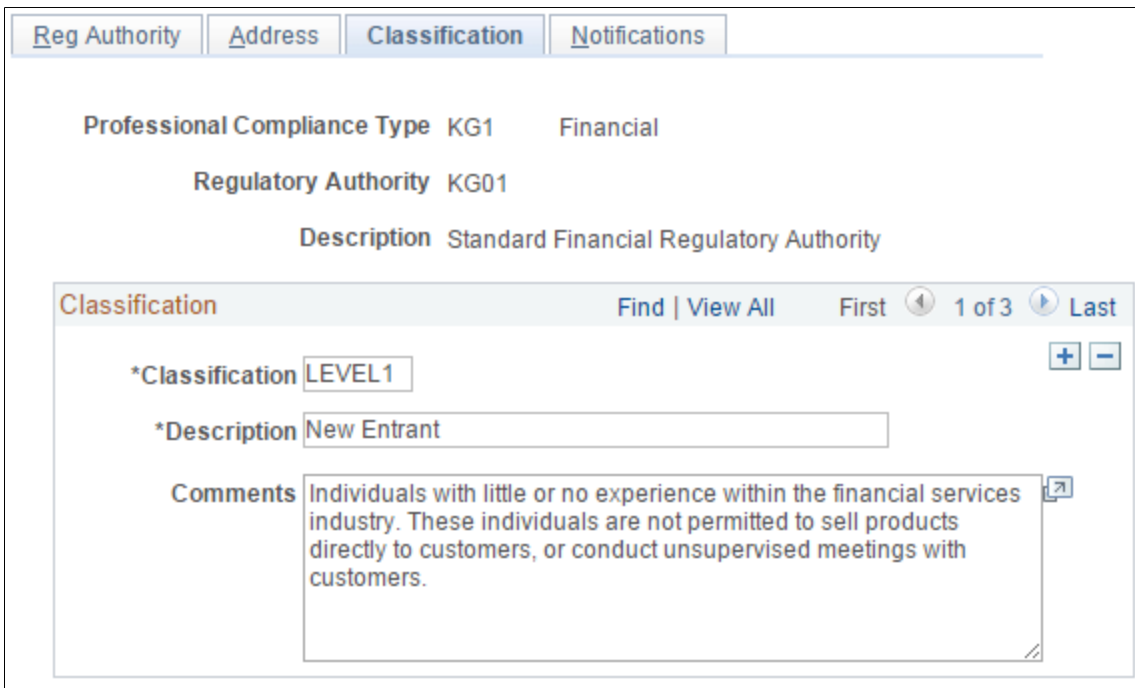 Reg Authority Address Classification Notifications
Professional Compliance Type KG1 Financial
Regulatory Authority KG01
Description Standard Financial Regulatory Authority
Classification Find | View All First 1 of 3 Last
*Classification LEVEL1
*Description New Entrant
Comments Individuals with little or no experience within the financial services
industry. These individuals are not permitted to sell products
directly to customers, or conduct unsupervised meetings with
customers.